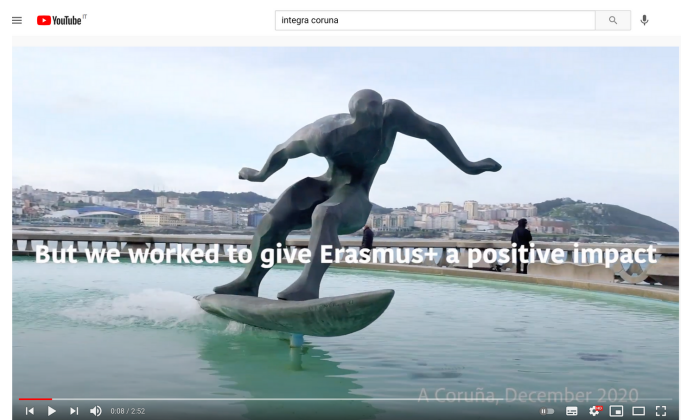 YouTube IT
integra coruna
But we worked to give Erasmus+ a positive impact
A Coruña, December 2020
0:08 / 2:52